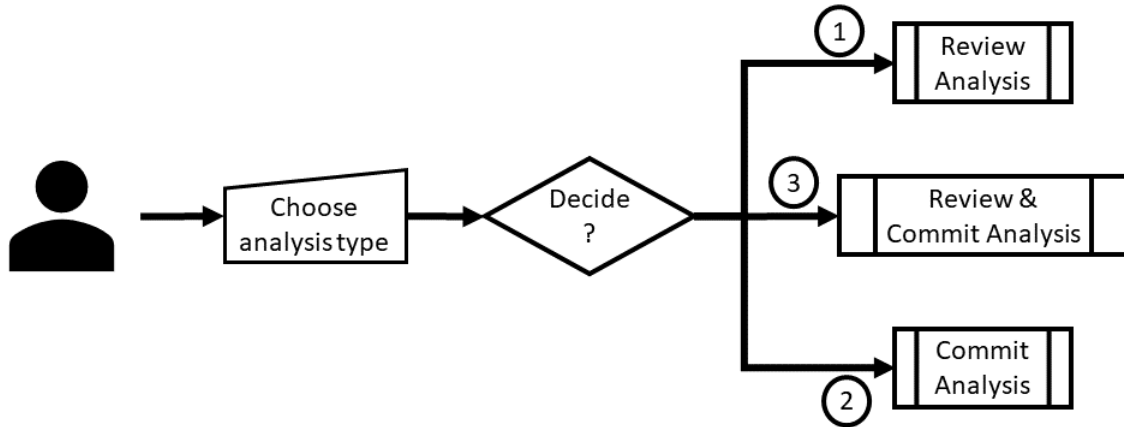 1
Review
Analysis
Choose
analysis type
Decide
?
3
Review &
Commit Analysis
2
Commit
Analysis